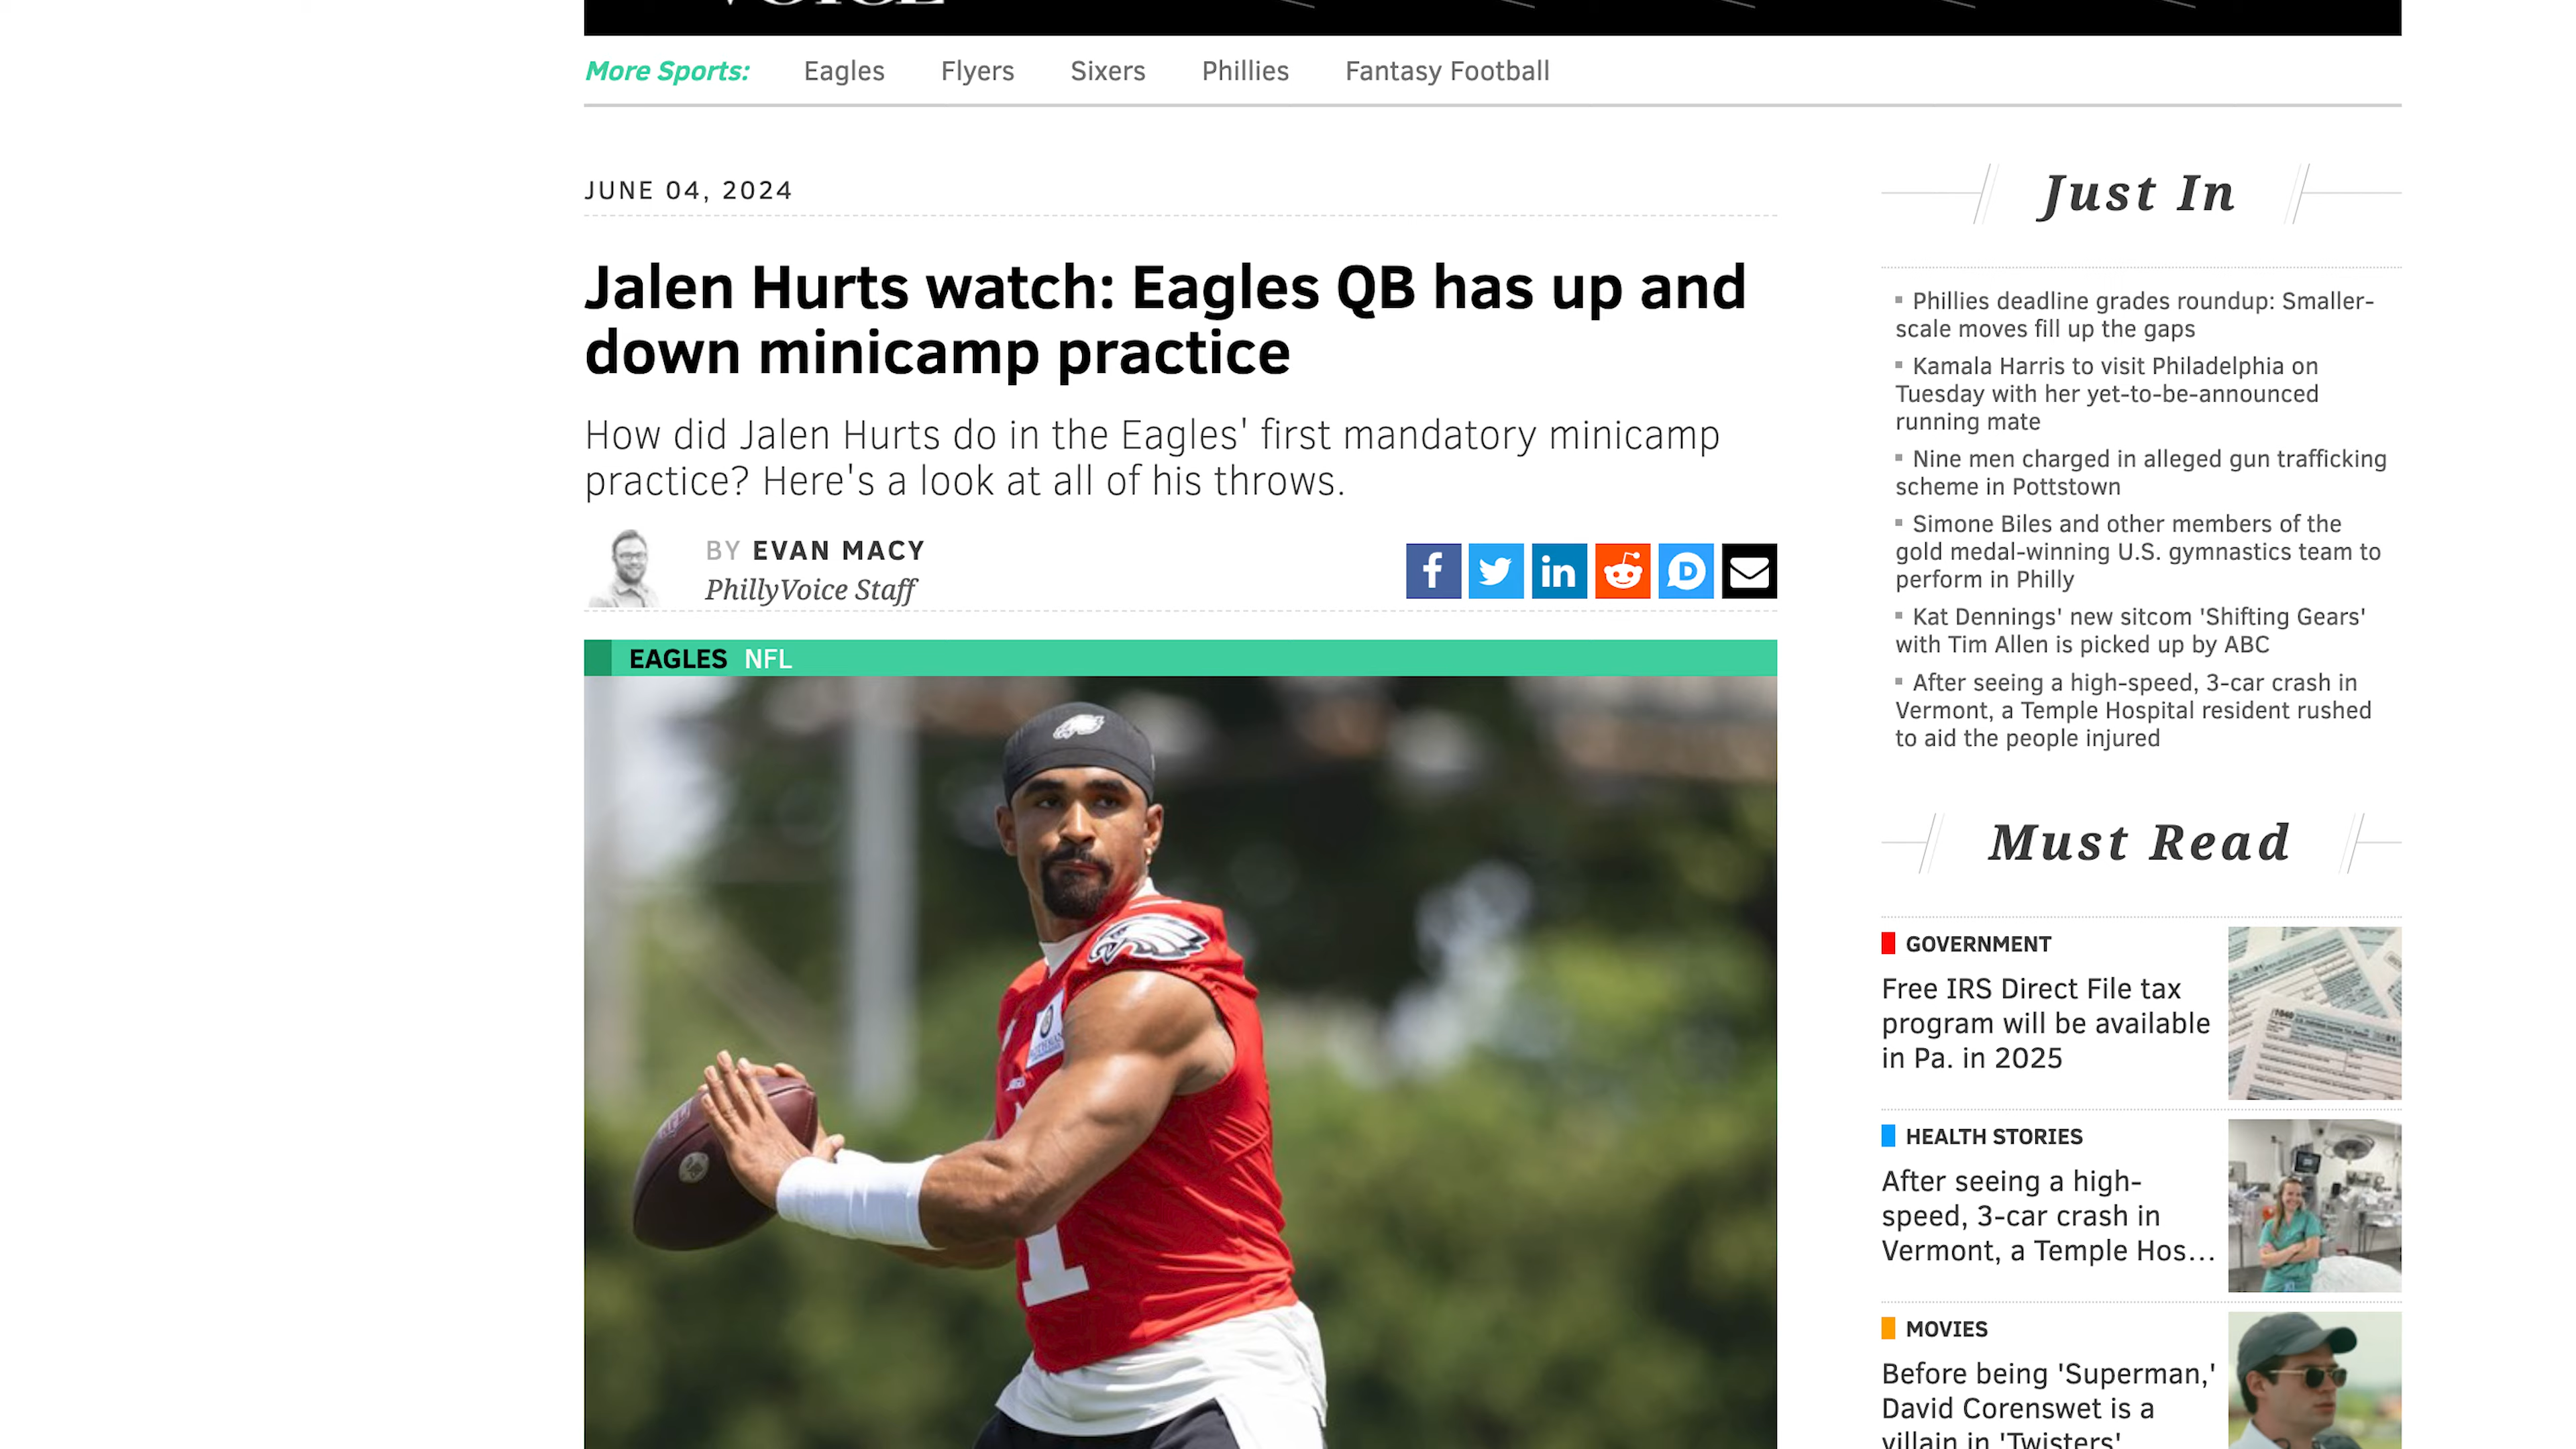 VOICE
More Sports: Eagles Flyers Sixers Phillies Fantasy Football
JUNE 04, 2024
Jalen Hurts watch: Eagles QB has up and
down minicamp practice
How did Jalen Hurts do in the Eagles' first mandatory minicamp
practice? Here's a look at all of his throws.
BY EVAN MACY
PhillyVoice Staff
EAGLES NFL
1
Just In
Phillies deadline grades roundup: Smaller-
scale moves fill up the gaps
Kamala Harris to visit Philadelphia on
Tuesday with her yet-to-be-announced
running mate
Nine men charged in alleged gun trafficking
scheme in Pottstown
Simone Biles and other members of the
gold medal-winning U.S. gymnastics team to
perform in Philly
Kat Dennings' new sitcom 'Shifting Gears'
with Tim Allen is picked up by ABC
After seeing a high-speed, 3-car crash in
Vermont, a Temple Hospital resident rushed
to aid the people injured
Must Read
GOVERNMENT
Free IRS Direct File tax
program will be available
in Pa. in 2025
1040
HEALTH STORIES
After seeing a high-
speed, 3-car crash in
Vermont, a Temple Hos...
MOVIES
Before being 'Superman,'
David Corenswet is a
villain in 'Twisters'